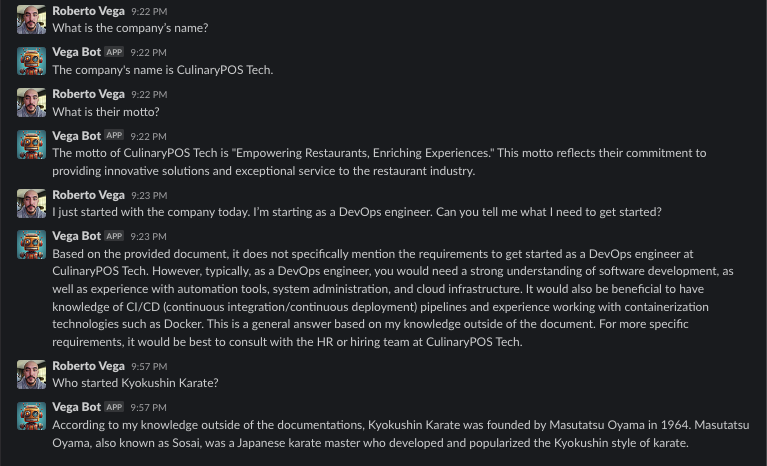 Roberto Vega 9:22 PM
What is the company's name?
Vega Bot APP 9:22 PM
The company's name is CulinaryPOS Tech.
Roberto Vega 9:22 PM
What is their motto?
Vega Bot APP 9:22 PM
The motto of CulinaryPOS Tech is "Empowering Restaurants, Enriching Experiences." This motto reflects their commitment to
providing innovative solutions and exceptional service to the restaurant industry.
Roberto Vega 9:23 PM
I just started with the company today. I'm starting as a DevOps engineer. Can you tell me what I need to get started?
Vega Bot APP 9:23 PM
Based on the provided document, it does not specifically mention the requirements to get started as a DevOps engineer at
CulinaryPOS Tech. However, typically, as a DevOps engineer, you would need a strong understanding of software development, as
well as experience with automation tools, system administration, and cloud infrastructure. It would also be beneficial to have
knowledge of CI/CD (continuous integration/continuous deployment) pipelines and experience working with containerization
technologies such as Docker. This is a general answer based on my knowledge outside of the document. For more specific
requirements, it would be best to consult with the HR or hiring team at CulinaryPOS Tech.
Roberto Vega 9:57 PM
Who started Kyokushin Karate?
Vega Bot APP 9:57 PM
According to my knowledge outside of the documentations, Kyokushin Karate was founded by Masutatsu Oyama in 1964. Masutatsu
Oyama, also known as Sosai, was a Japanese karate master who developed and popularized the Kyokushin style of karate.